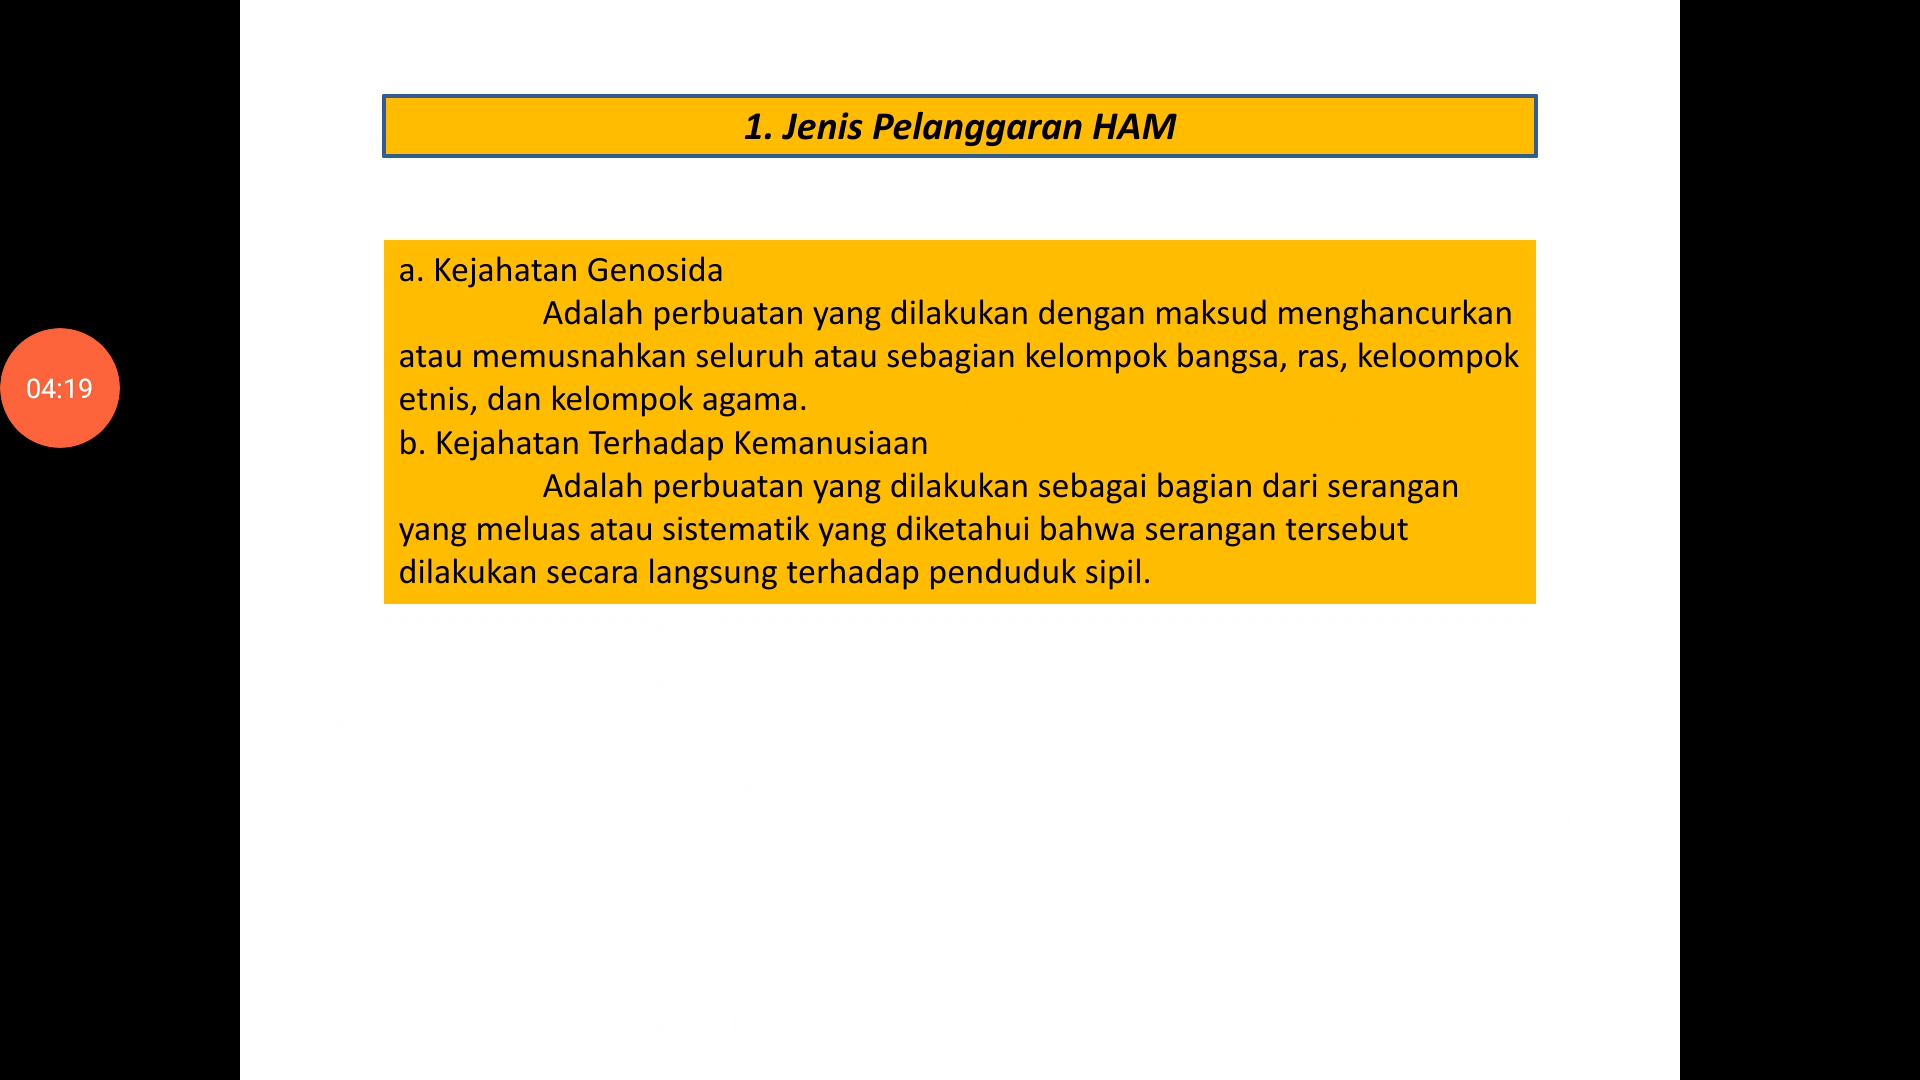 1. Jenis Pelanggaran HAM
a. Kejahatan Genosida
Adalah perbuatan yang dilakukan dengan maksud menghancurkan
atau memusnahkan seluruh atau sebagian kelompok bangsa, ras, keloompok
etnis, dan kelompok agama.
b. Kejahatan Terhadap Kemanusiaan
Adalah perbuatan yang dilakukan sebagai bagian dari serangan
yang meluas atau sistematik yang diketahui bahwa serangan tersebut
dilakukan secara langsung terhadap penduduk sipil.
04:19